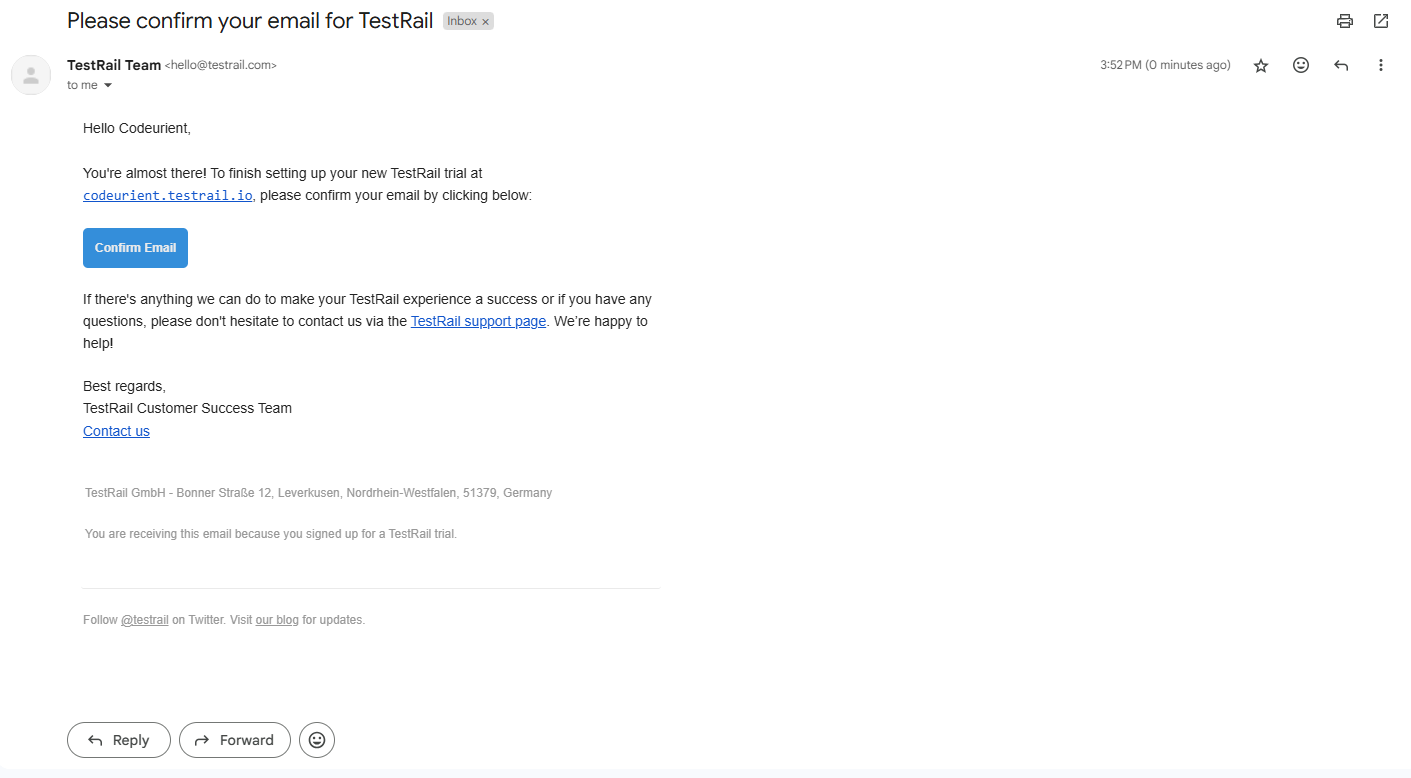 Please confirm your email for TestRail Inbox ×
TestRail Team <hello@testrail.com> 3:52 PM (0 minutes ago)
to me
Hello Codeurient,
You're almost there! To finish setting up your new TestRail trial at
codeurient.testrail.io, please confirm your email by clicking below:
Confirm Email
If there's anything we can do to make your TestRail experience a success or if you have any
questions, please don't hesitate to contact us via the TestRail support page. We’re happy to
help!
Best regards,
TestRail Customer Success Team
Contact us
TestRail GmbH - Bonner Straße 12, Leverkusen, Nordrhein-Westfalen, 51379, Germany
You are receiving this email because you signed up for a TestRail trial.
Follow @testrail on Twitter. Visit our blog for updates.
Reply Forward